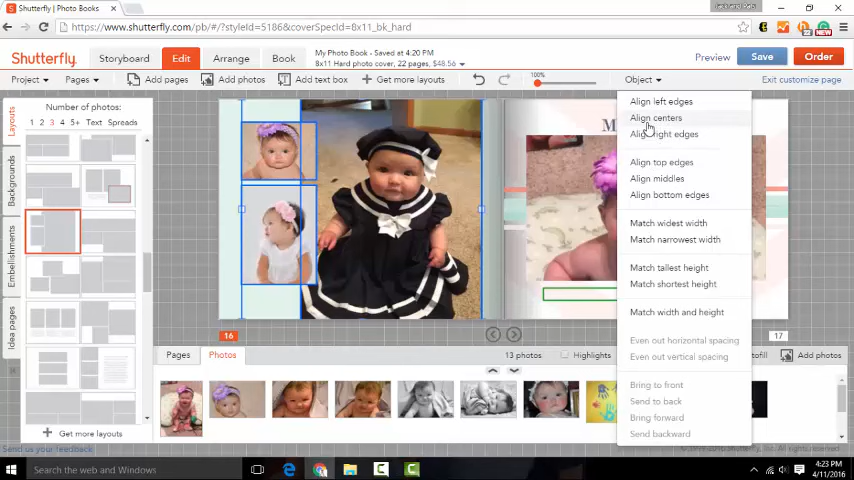 Shutterfly | Photo Books
https://www.shutterfly.com/pb/#/?styleId=5186&coverSpecId=8x11_bk_hard
Shutterfly
Storyboard
Edit
Arrange
Book
My Photo Book - Saved at 4:20 PM
8x11 Hard photo cover, 22 pages, $48.56
Preview
Save
Order
Project
Pages
Add pages
Add photos
Add text box
Get more layouts
100%
Object
Exit customize page
Layouts
Backgrounds
Embellishments
Idea pages
Number of photos:
1 2 3 4 5+ Text Spreads
M
Align left edges
Align centers
Align right edges
Align top edges
Align middles
Align bottom edges
Match widest width
Match narrowest width
Match tallest height
Match shortest height
Match width and height
Even out horizontal spacing
Even out vertical spacing
Bring to front
Send to back
Bring forward
Send backward
16
17
Pages
Photos
13 photos
Highlights
Add photos
Get more layouts
Send us your feedback
Search the web and Windows
4:23 PM
4/11/2016